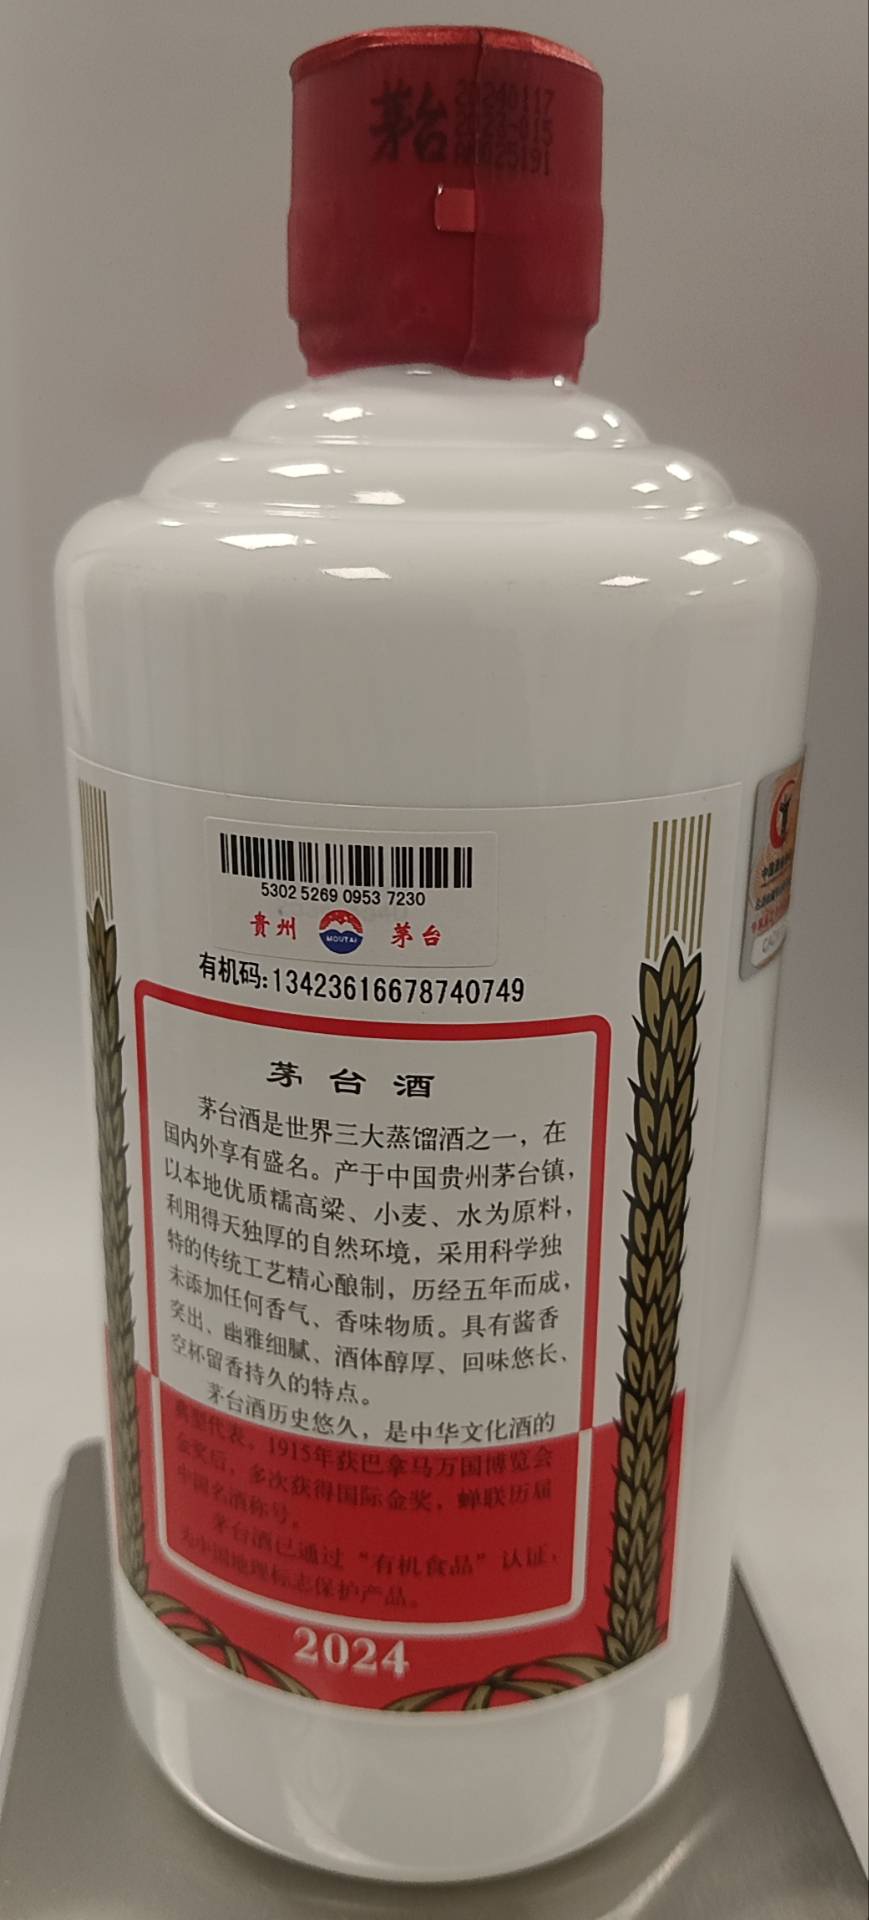 茅台
20240117
2023-015
25191
5302 5269 0953 7230
贵州 MOUTAI 茅台
有机码:13423616678740749
茅台酒
茅台酒是世界三大蒸馏酒之一，在
国内外享有盛名。产于中国贵州茅台镇，
以本地优质糯高粱、小麦、水为原料，
利用得天独厚的自然环境，采用科学独
特的传统工艺精心酿制，历经五年而成，
未添加任何香气、香味物质。具有酱香
突出、幽雅细腻、酒体醇厚、回味悠长、
空杯留香持久的特点。
茅台酒历史悠久，是中华文化酒的
典型代表。1915年获巴拿马万国博览会
金奖后，多次获得国际金奖，蝉联历届
中国名酒称号。
茅台酒已通过“有机食品”认证，
为中国地理标志保护产品。
2024